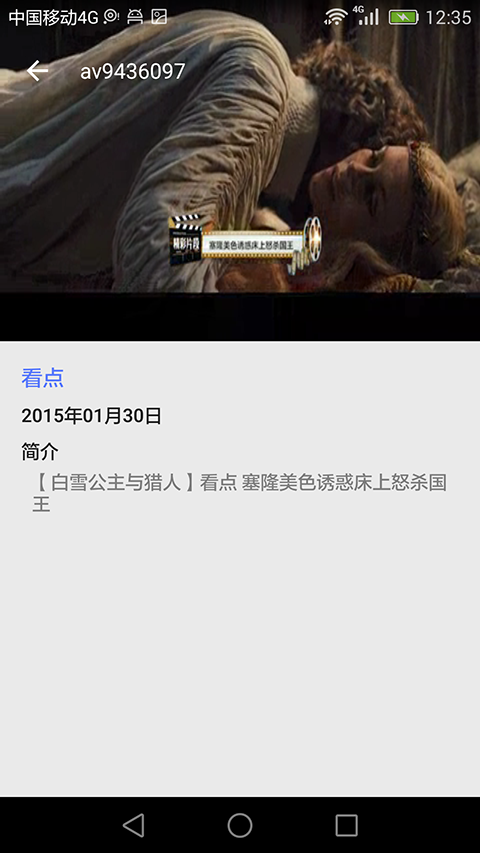 中国移动4G
4G
12:35
av9436097
精彩片段
塞隆美色诱惑床上怒杀国王
看点
2015年01月30日
简介
【白雪公主与猎人】看点 塞隆美色诱惑床上怒杀国
王